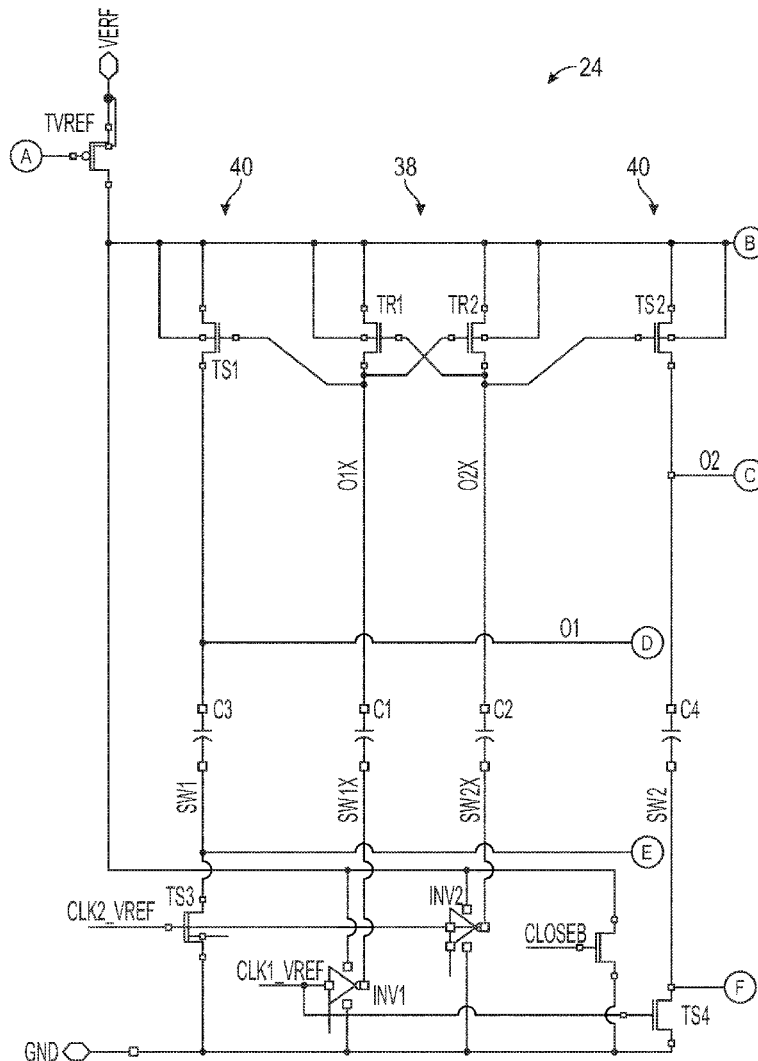 VERF
24
TVREF
A
40
38
40
B
TR1
TR2
TS2
TS1
O1X
O2X
O2
C
O1
D
C3
C1
C2
C4
SW1
SW1X
SW2X
SW2
E
TS3
INV2
CLK2_VREF
CLOSEB
CLK1_VREF
INV1
F
TS4
GND